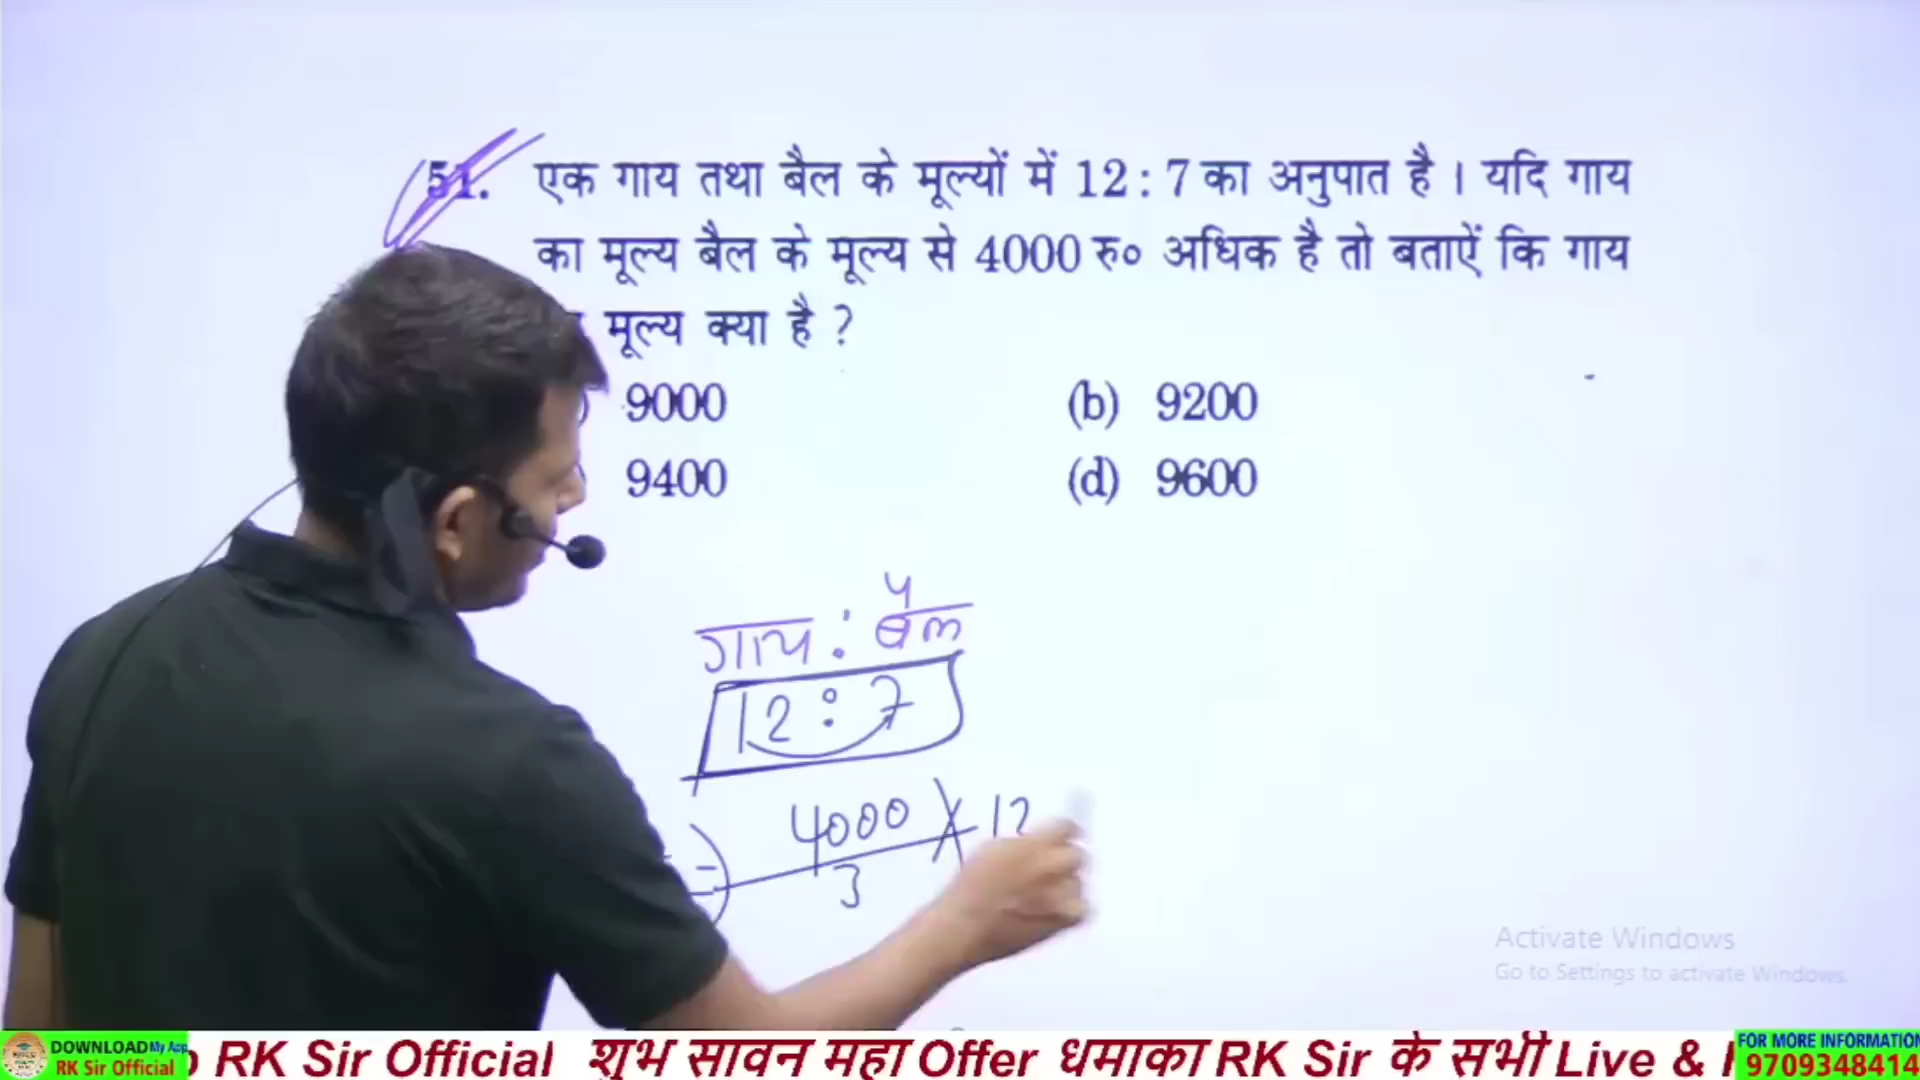 51. एक गाय तथा बैल के मूल्यों में 12 : 7 का अनुपात है । यदि गाय
का मूल्य बैल के मूल्य से 4000 रु० अधिक है तो बताऐं कि गाय
मूल्य क्या है ?
9000 (b) 9200
9400 (d) 9600
गाय : बैल
12 : 7
4000 × 12
3
Activate Windows
Go to Settings to activate Windows.
DOWNLOAD My App
RK Sir Official
RK Sir Official शुभ सावन महा Offer धमाका RK Sir के सभी Live &
FOR MORE INFORMATION
9709348414